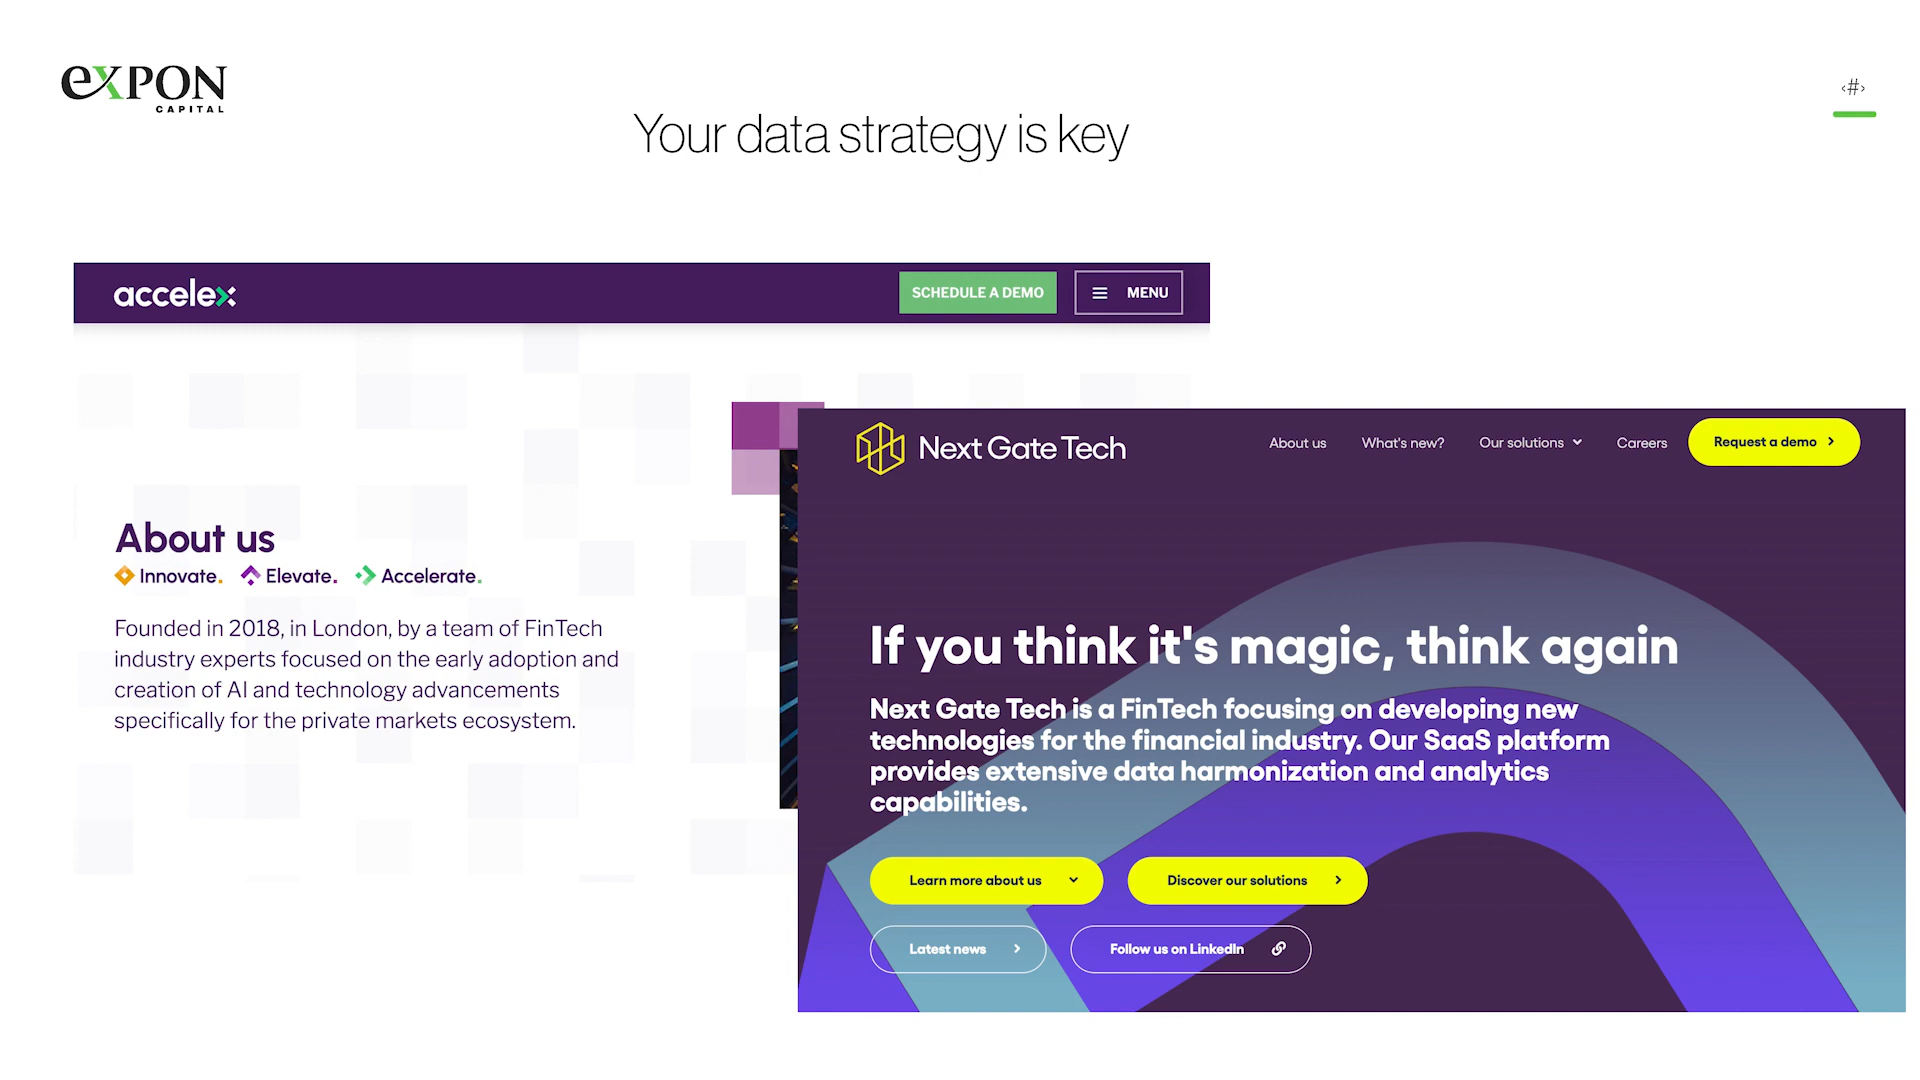 eXPON
CAPITAL
‹#›
Your data strategy is key
accelex
SCHEDULE A DEMO
MENU
About us
Innovate. Elevate. Accelerate.
Founded in 2018, in London, by a team of FinTech
industry experts focused on the early adoption and
creation of AI and technology advancements
specifically for the private markets ecosystem.
Next Gate Tech
About us
What's new?
Our solutions
Careers
Request a demo
If you think it's magic, think again
Next Gate Tech is a FinTech focusing on developing new
technologies for the financial industry. Our SaaS platform
provides extensive data harmonization and analytics
capabilities.
Learn more about us
Discover our solutions
Latest news
Follow us on LinkedIn